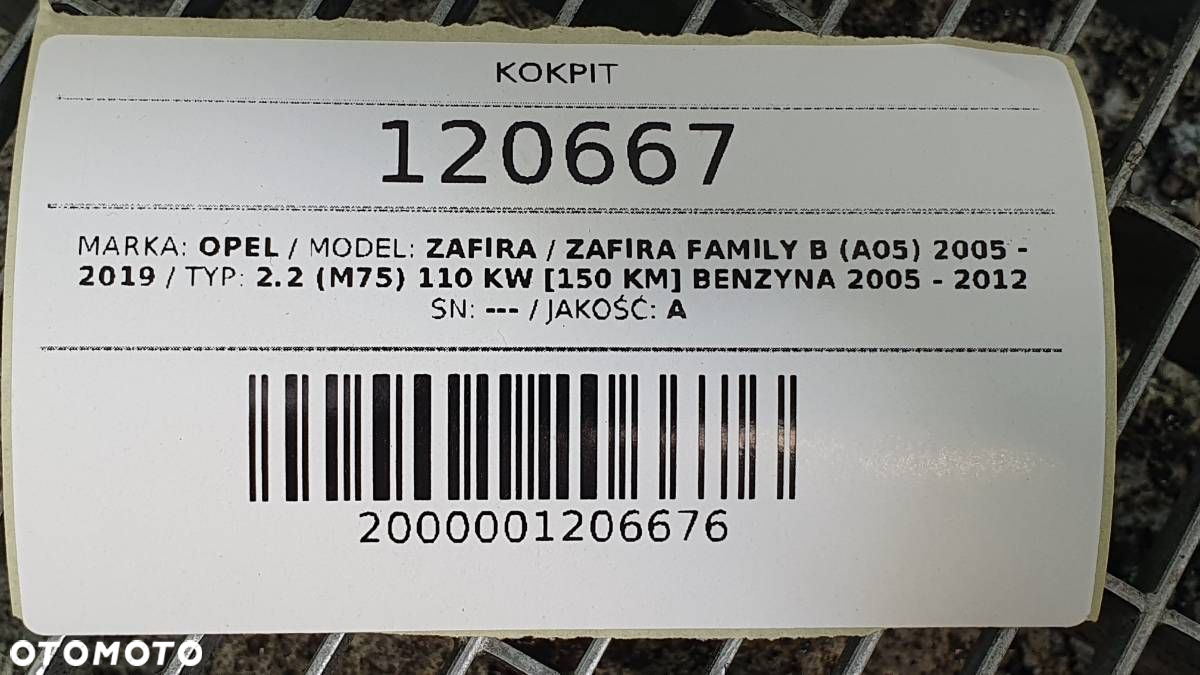 KOKPIT
120667
MARKA: OPEL / MODEL: ZAFIRA / ZAFIRA FAMILY B (A05) 2005 -
2019 / TYP: 2.2 (M75) 110 KW [150 KM] BENZYNA 2005 - 2012
SN: --- / JAKOŚĆ: A
2000001206676
OTOMOTO